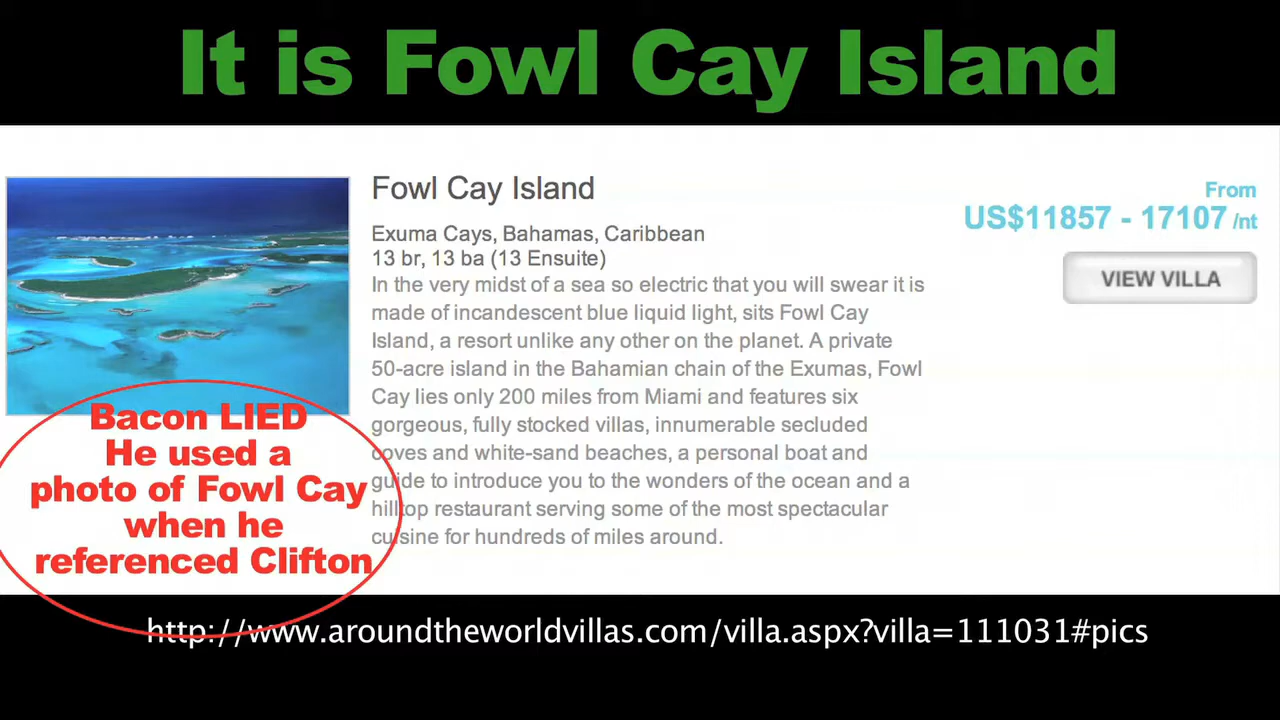 It is Fowl Cay Island
Fowl Cay Island
Exuma Cays, Bahamas, Caribbean
13 br, 13 ba (13 Ensuite)
In the very midst of a sea so electric that you will swear it is
made of incandescent blue liquid light, sits Fowl Cay
Island, a resort unlike any other on the planet. A private
50-acre island in the Bahamian chain of the Exumas, Fowl
Cay lies only 200 miles from Miami and features six
gorgeous, fully stocked villas, innumerable secluded
coves and white-sand beaches, a personal boat and
guide to introduce you to the wonders of the ocean and a
hilltop restaurant serving some of the most spectacular
cuisine for hundreds of miles around.
From
US$11857 - 17107 /nt
VIEW VILLA
Bacon LIED
He used a
photo of Fowl Cay
when he
referenced Clifton
http://www.aroundtheworldvillas.com/villa.aspx?villa=111031#pics